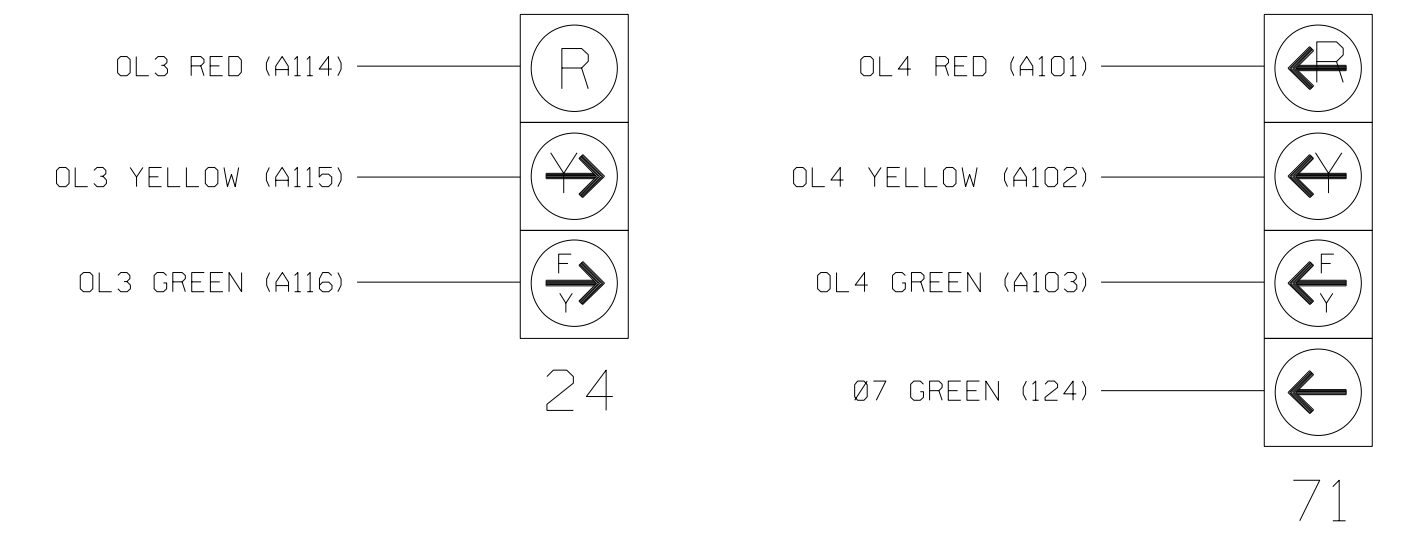 OL3 RED (A114)
R
OL3 YELLOW (A115)
Y
OL3 GREEN (A116)
F
Y
24
OL4 RED (A101)
R
OL4 YELLOW (A102)
Y
OL4 GREEN (A103)
F
Y
Ø7 GREEN (124)
71